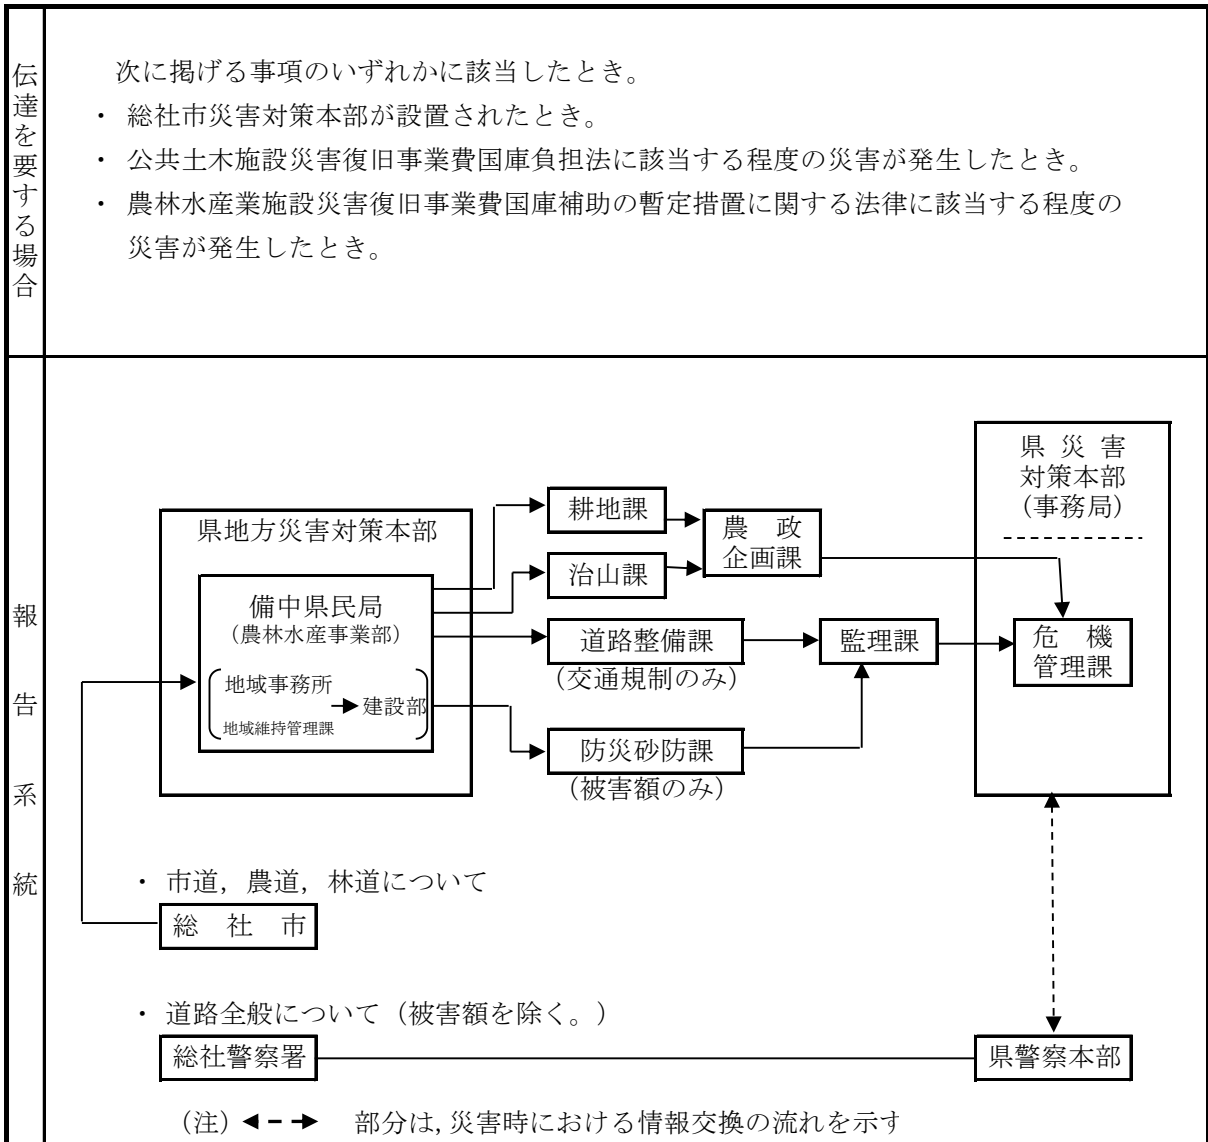 伝達を要する場合
次に掲げる事項のいずれかに該当したとき。
・ 総社市災害対策本部が設置されたとき。
・ 公共土木施設災害復旧事業費国庫負担法に該当する程度の災害が発生したとき。
・ 農林水産業施設災害復旧事業費国庫補助の暫定措置に関する法律に該当する程度の
災害が発生したとき。
報告系統
県地方災害対策本部
備中県民局
（農林水産事業部）
地域事務所
地域維持管理課
建設部
耕地課
治山課
農政
企画課
道路整備課
（交通規制のみ）
監理課
防災砂防課
（被害額のみ）
県災害
対策本部
（事務局）
危機
管理課
・ 市道，農道，林道について
総社市
・ 道路全般について（被害額を除く。）
総社警察署
県警察本部
（注） 部分は，災害時における情報交換の流れを示す